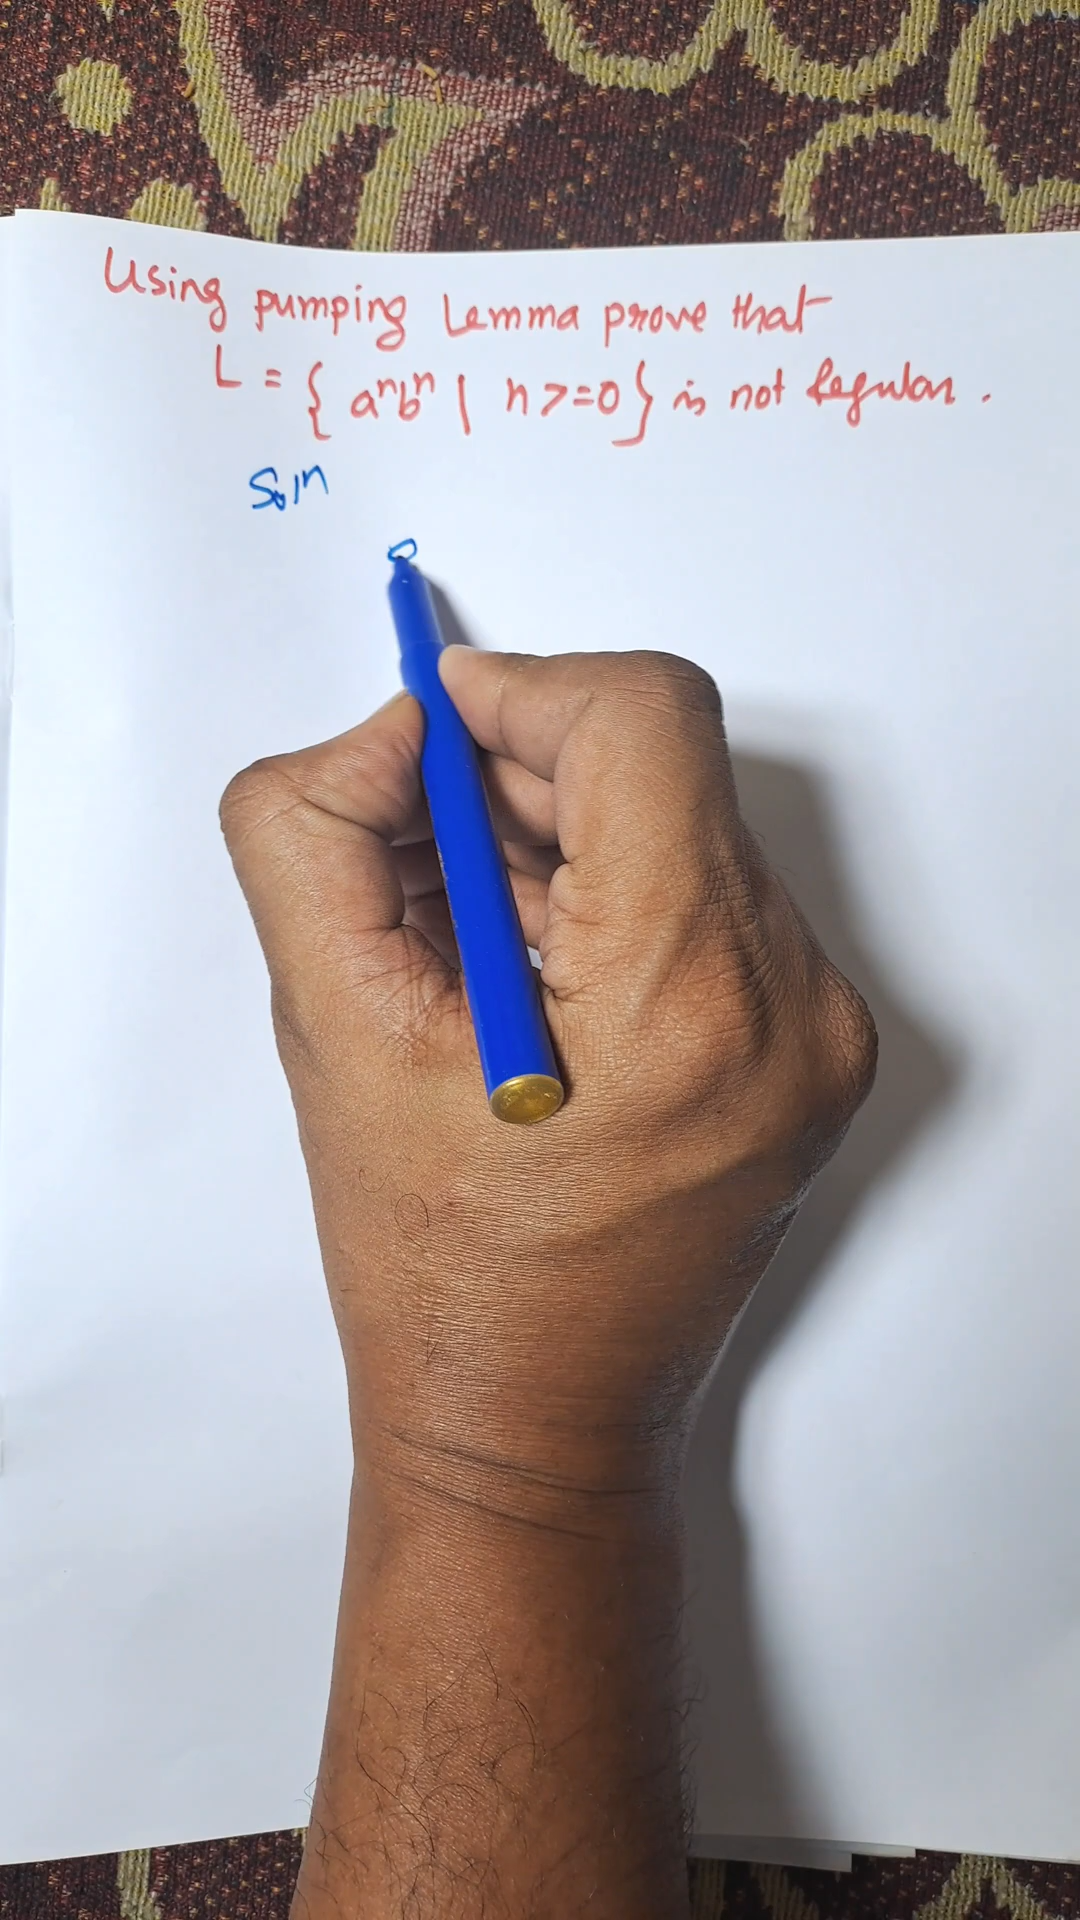 Using pumping Lemma prove that
L = { aⁿbⁿ | n >= 0 } is not Regular.
Solⁿ